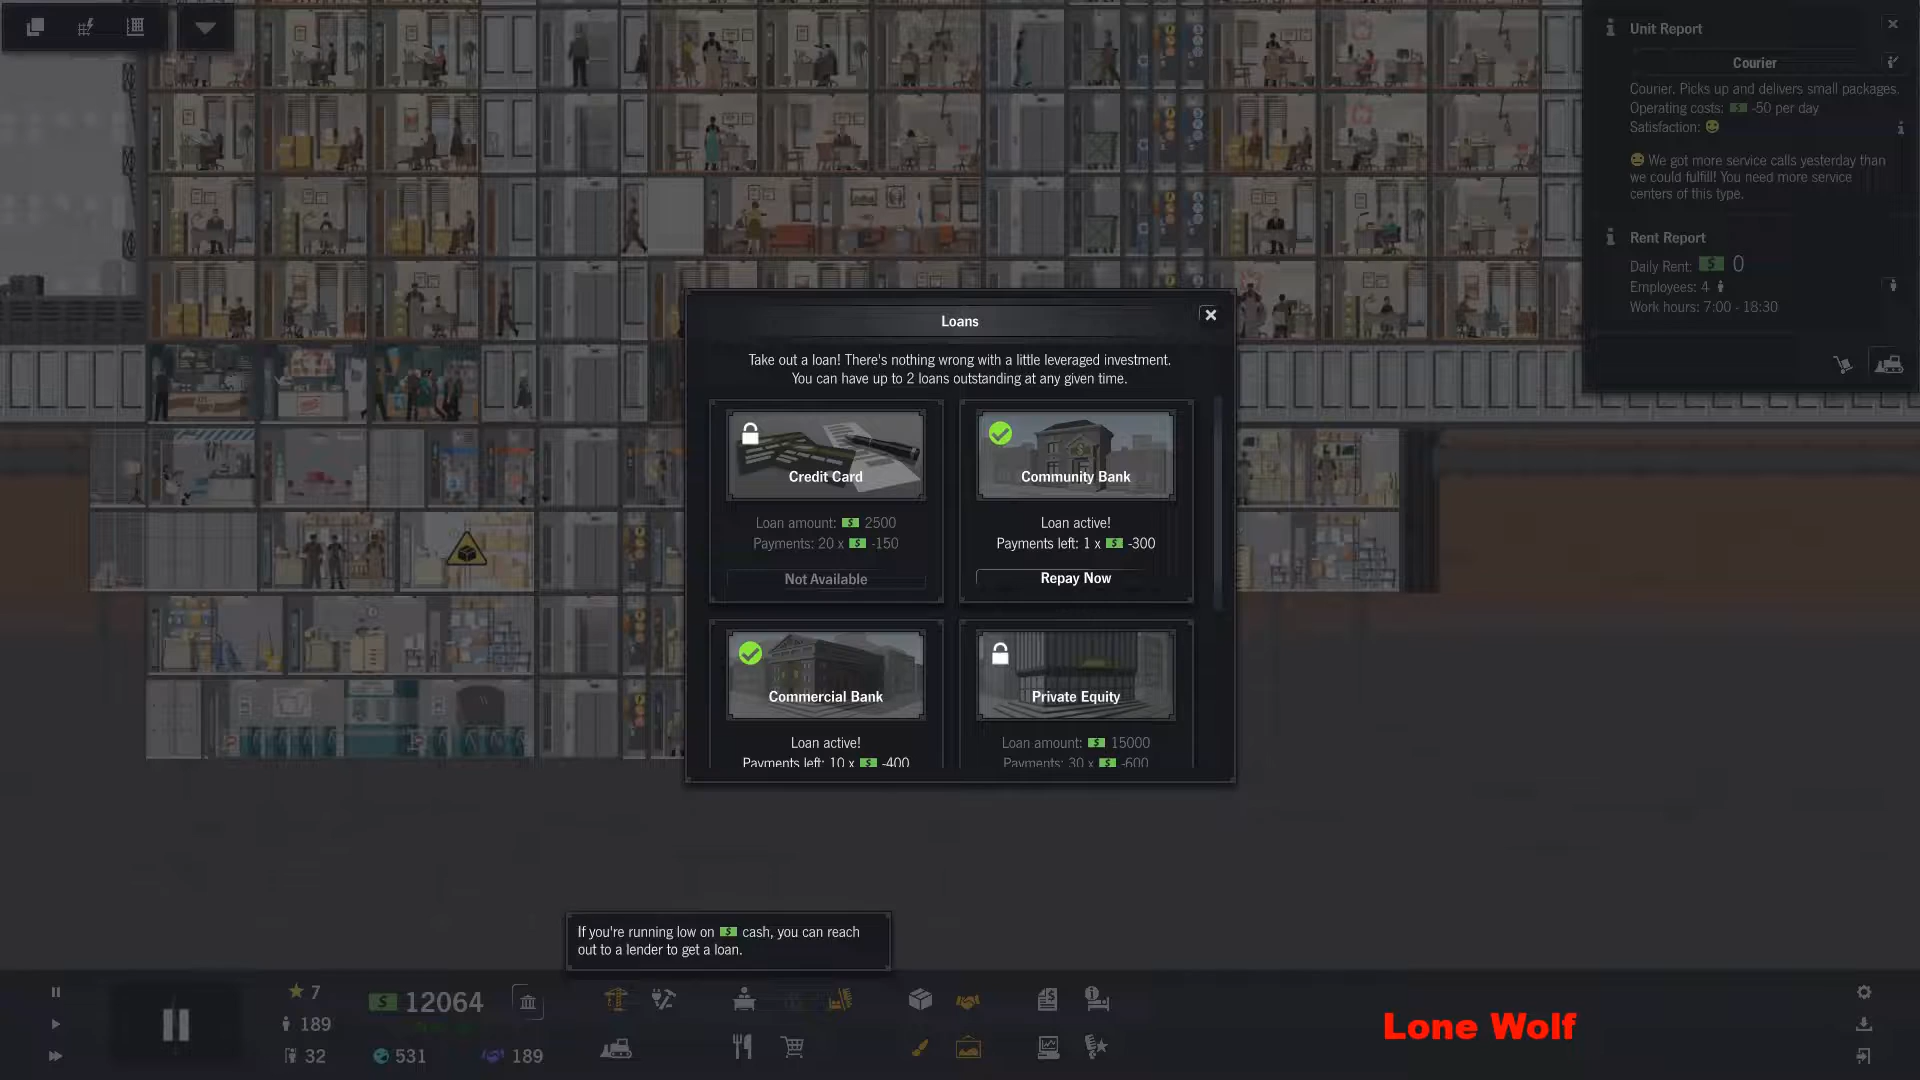 Unit Report
Courier
Courier. Picks up and delivers small packages.
Operating costs: -50 per day
Satisfaction:
We got more service calls yesterday than
we could fulfill! You need more service
centers of this type.
Rent Report
Daily Rent: 0
Employees: 4
Work hours: 7:00 - 18:30
Loans
Take out a loan! There's nothing wrong with a little leveraged investment.
You can have up to 2 loans outstanding at any given time.
Credit Card
Loan amount: 2500
Payments: 20 x -150
Not Available
Community Bank
Loan active!
Payments left: 1 x -300
Repay Now
Commercial Bank
Loan active!
Payments left: 10 x -400
Private Equity
Loan amount: 15000
Payments: 30 x -600
If you're running low on cash, you can reach
out to a lender to get a loan.
7
12064
189
32
531
189
Lone Wolf